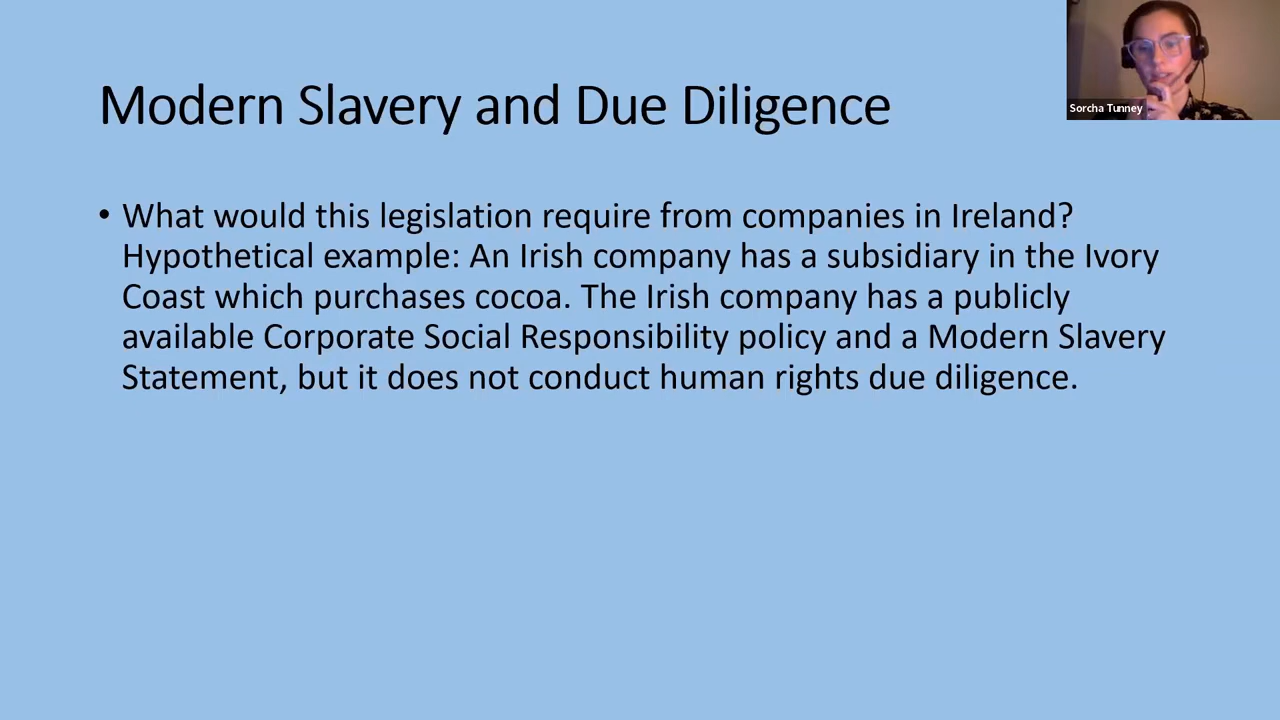 Modern Slavery and Due Diligence
Sorcha Tunney
• What would this legislation require from companies in Ireland?
Hypothetical example: An Irish company has a subsidiary in the Ivory
Coast which purchases cocoa. The Irish company has a publicly
available Corporate Social Responsibility policy and a Modern Slavery
Statement, but it does not conduct human rights due diligence.